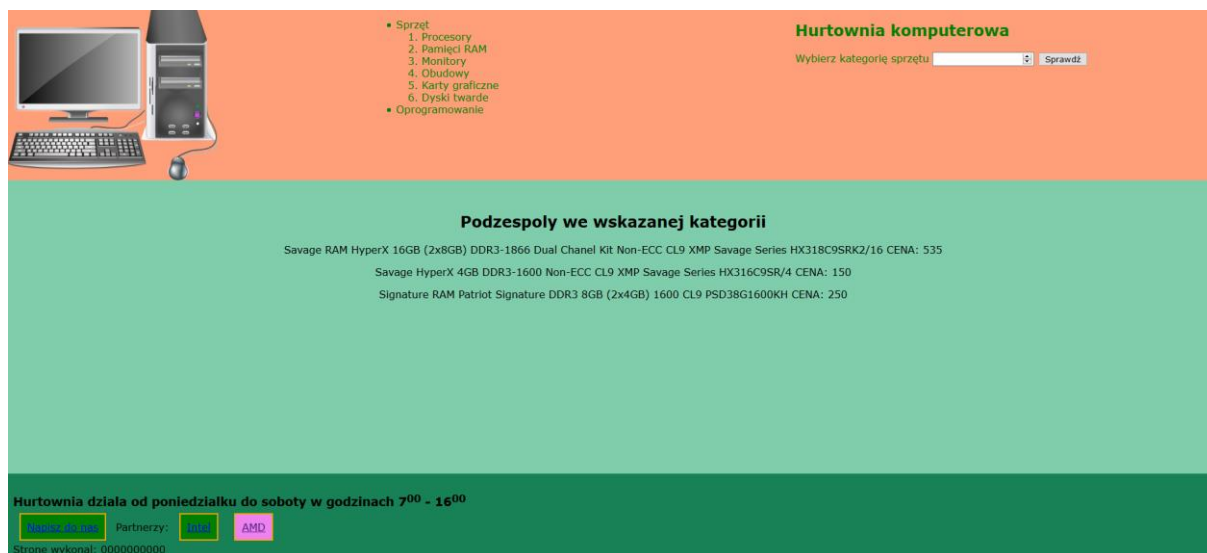 Sprzęt
1. Procesory
2. Pamięci RAM
3. Monitory
4. Obudowy
5. Karty graficzne
6. Dyski twarde
Oprogramowanie
Hurtownia komputerowa
Wybierz kategorię sprzętu Sprawdź
Podzespoly we wskazanej kategorii
Savage RAM HyperX 16GB (2x8GB) DDR3-1866 Dual Chanel Kit Non-ECC CL9 XMP Savage Series HX318C9SRK2/16 CENA: 535
Savage HyperX 4GB DDR3-1600 Non-ECC CL9 XMP Savage Series HX316C9SR/4 CENA: 150
Signature RAM Patriot Signature DDR3 8GB (2x4GB) 1600 CL9 PSD38G1600KH CENA: 250
Hurtownia dziala od poniedzialku do soboty w godzinach 7⁰⁰ - 16⁰⁰
Napisz do nas Partnerzy: Intel AMD
Strone wykonal: 0000000000